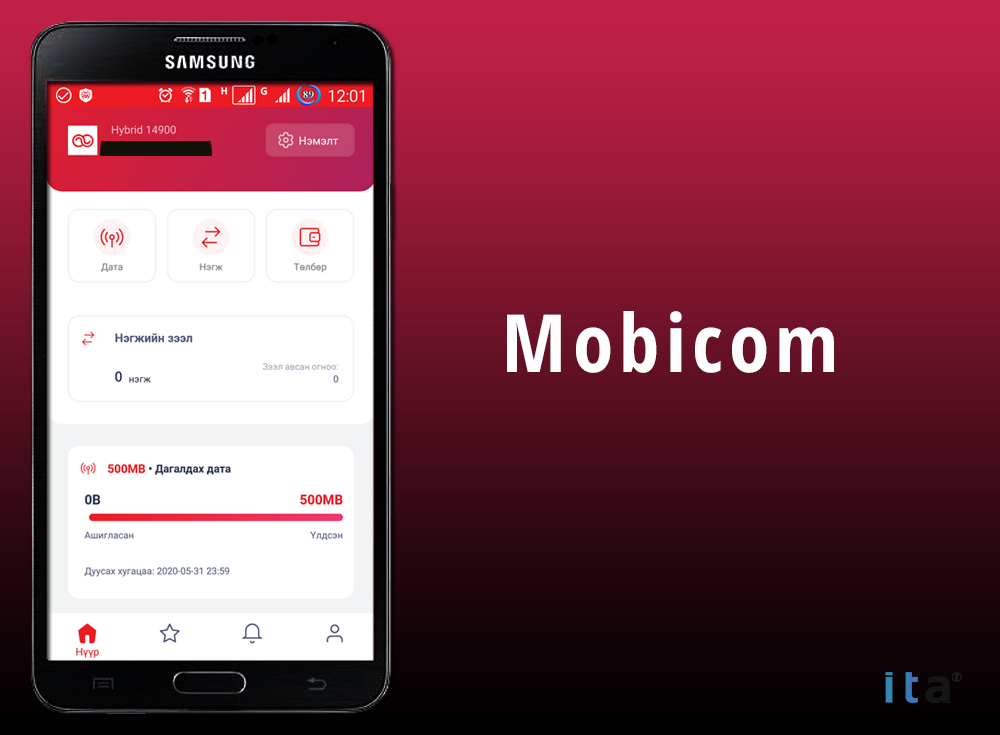 SAMSUNG
1 H G 89 12:01
Hybrid 14900
Нэмэлт
Дата Нэгж Төлбөр
Нэгжийн зээл
Зээл авсан огноо:
0 нэгж 0
500MB • Дагалдах дата
0B 500MB
Ашигласан Үлдсэн
Дуусах хугацаа: 2020-05-31 23:59
Нүүр
Mobicom
ita